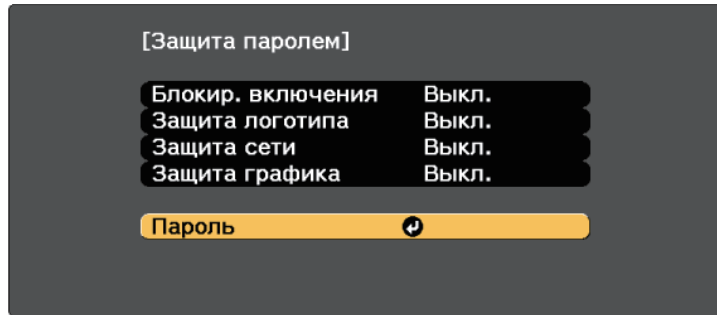 [Защита паролем]
Блокир. включения Выкл.
Защита логотипа Выкл.
Защита сети Выкл.
Защита графика Выкл.
Пароль